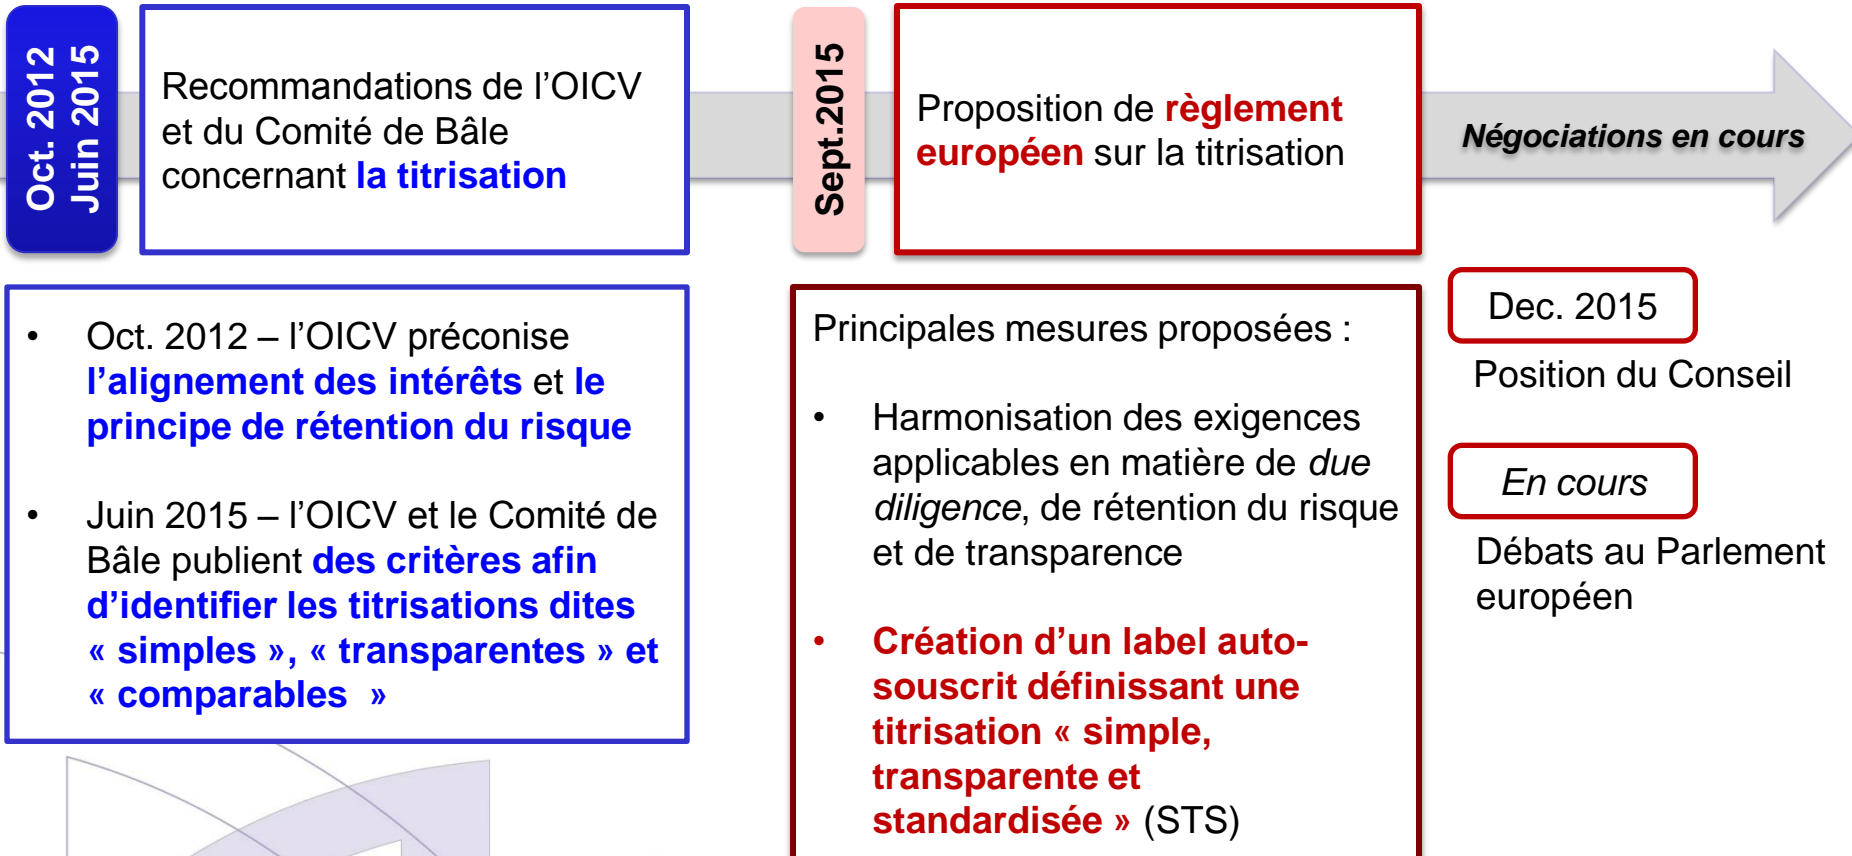 Oct. 2012
Juin 2015
Recommandations de l’OICV
et du Comité de Bâle
concernant la titrisation
Sept.2015
Proposition de règlement
européen sur la titrisation
Négociations en cours
• Oct. 2012 – l’OICV préconise
l’alignement des intérêts et le
principe de rétention du risque
• Juin 2015 – l’OICV et le Comité de
Bâle publient des critères afin
d’identifier les titrisations dites
« simples », « transparentes » et
« comparables »
Principales mesures proposées :
• Harmonisation des exigences
applicables en matière de due
diligence, de rétention du risque
et de transparence
• Création d’un label auto-
souscrit définissant une
titrisation « simple,
transparente et
standardisée » (STS)
Dec. 2015
Position du Conseil
En cours
Débats au Parlement
européen